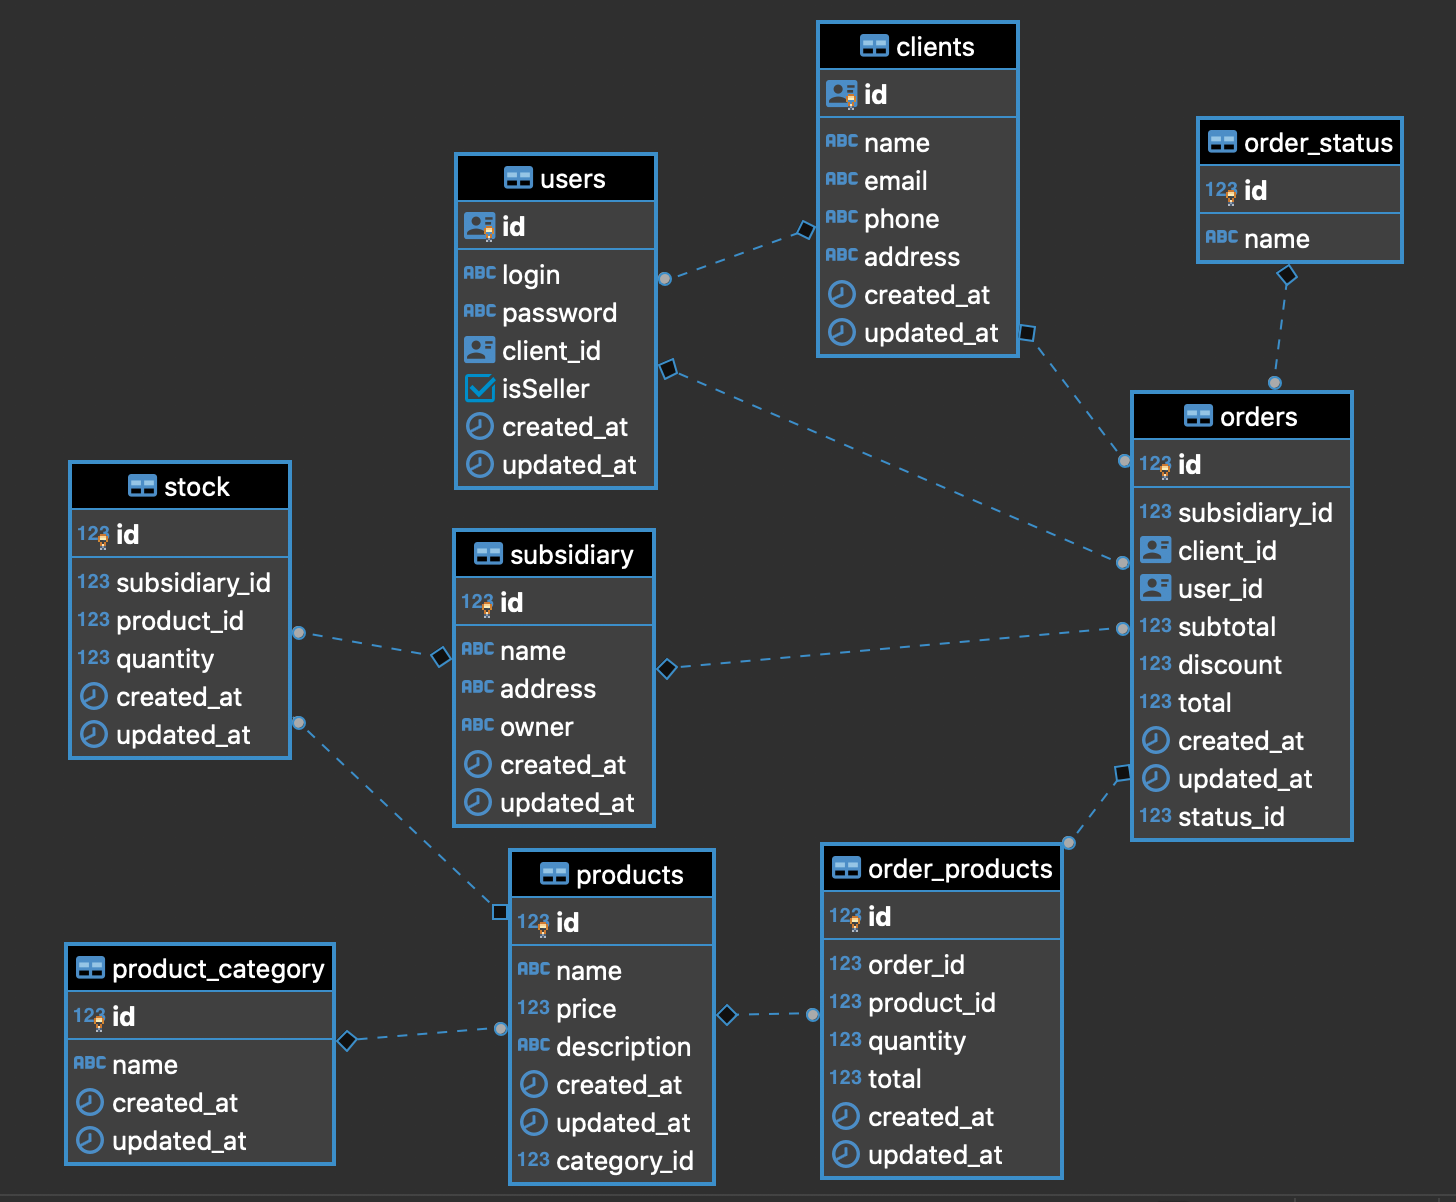 clients
id
ABC name
ABC email
ABC phone
ABC address
created_at
updated_at
order_status
123 id
ABC name
users
id
ABC login
ABC password
client_id
isSeller
created_at
updated_at
orders
123 id
123 subsidiary_id
client_id
user_id
123 subtotal
123 discount
123 total
created_at
updated_at
123 status_id
stock
123 id
123 subsidiary_id
123 product_id
123 quantity
created_at
updated_at
subsidiary
123 id
ABC name
ABC address
ABC owner
created_at
updated_at
products
123 id
ABC name
123 price
ABC description
created_at
updated_at
123 category_id
order_products
123 id
123 order_id
123 product_id
123 quantity
123 total
created_at
updated_at
product_category
123 id
ABC name
created_at
updated_at